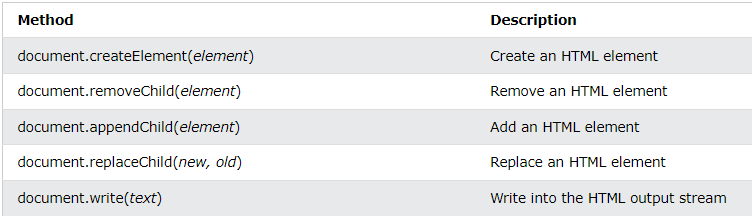 Method Description
document.createElement(element) Create an HTML element
document.removeChild(element) Remove an HTML element
document.appendChild(element) Add an HTML element
document.replaceChild(new, old) Replace an HTML element
document.write(text) Write into the HTML output stream